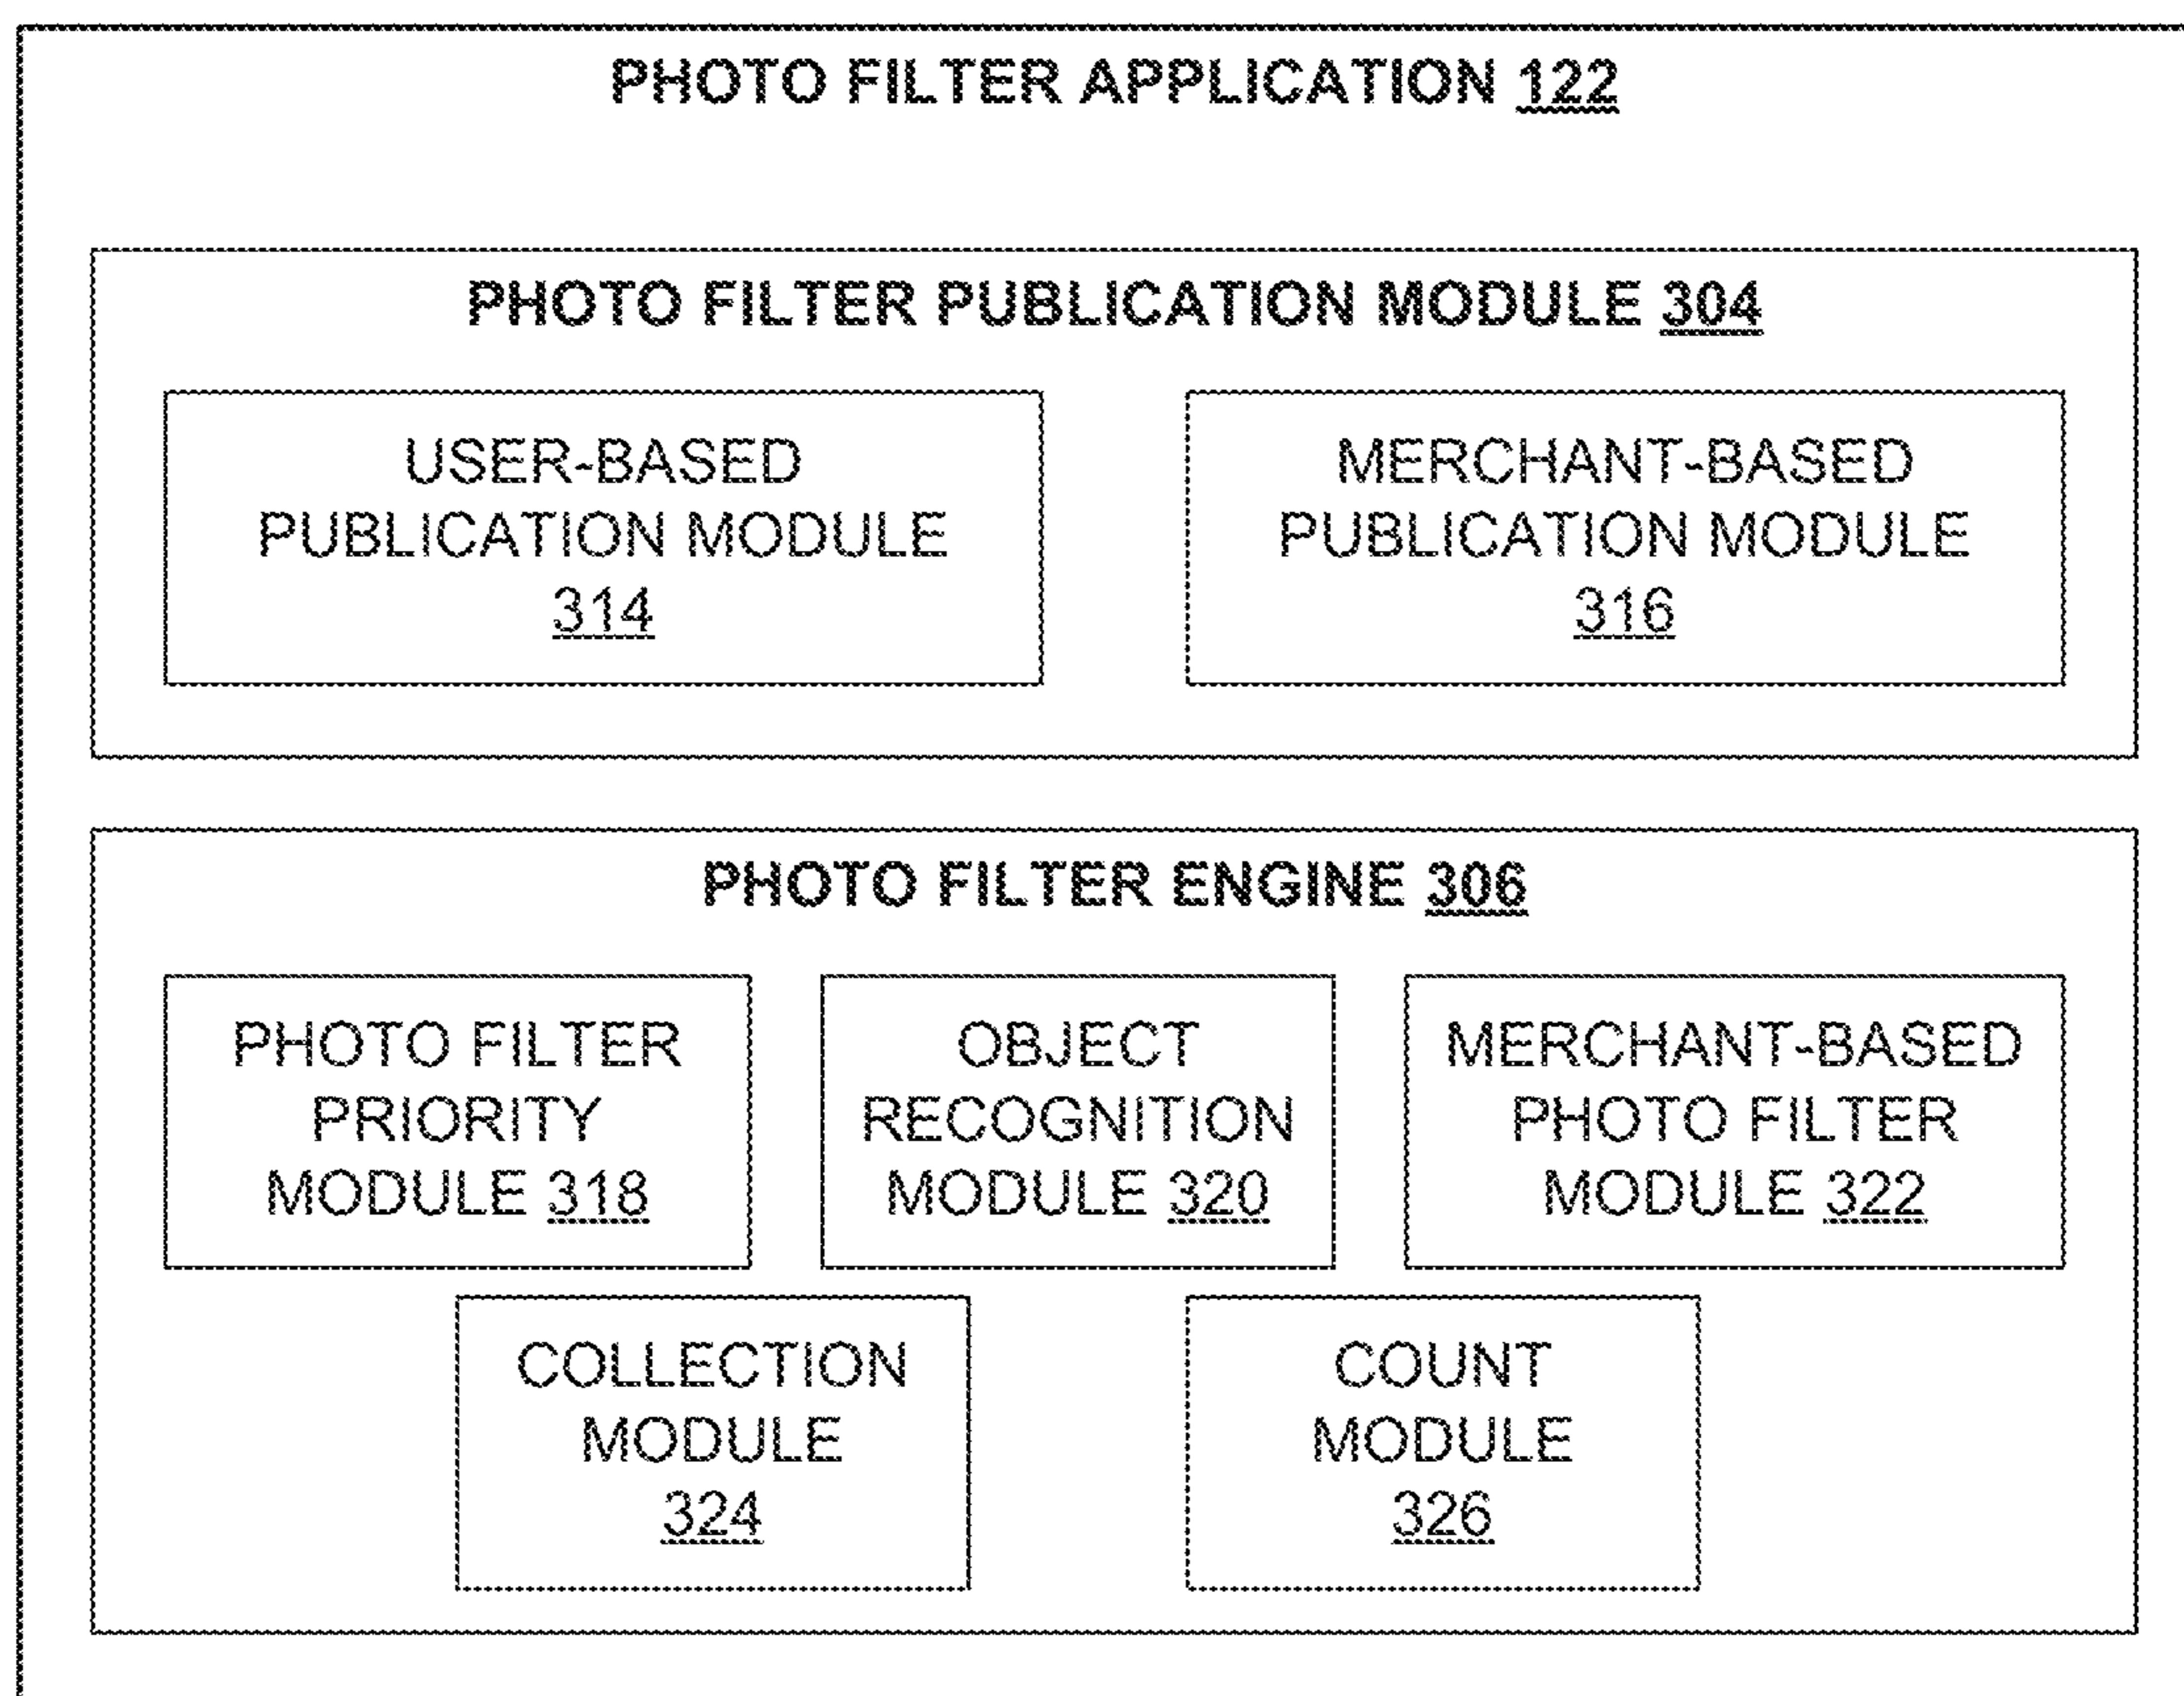 PHOTO FILTER APPLICATION 122
PHOTO FILTER PUBLICATION MODULE 304
USER-BASED
PUBLICATION MODULE
314
MERCHANT-BASED
PUBLICATION MODULE
316
PHOTO FILTER ENGINE 306
PHOTO FILTER
PRIORITY
MODULE 318
OBJECT
RECOGNITION
MODULE 320
MERCHANT-BASED
PHOTO FILTER
MODULE 322
COLLECTION
MODULE
324
COUNT
MODULE
326